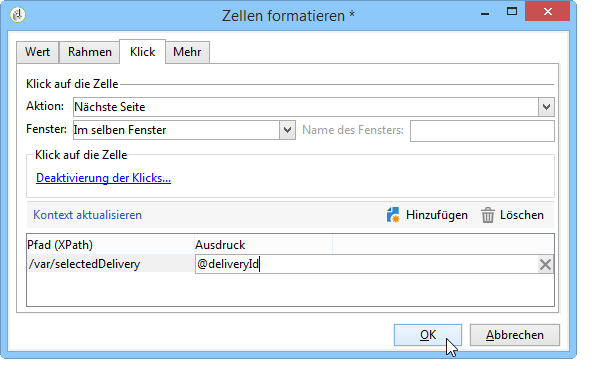 Zellen formatieren *
Wert Rahmen Klick Mehr
Klick auf die Zelle
Aktion: Nächste Seite
Fenster: Im selben Fenster Name des Fensters:
Klick auf die Zelle
Deaktivierung der Klicks...
Kontext aktualisieren Hinzufügen Löschen
Pfad (XPath) Ausdruck
/var/selectedDelivery @deliveryId
OK Abbrechen